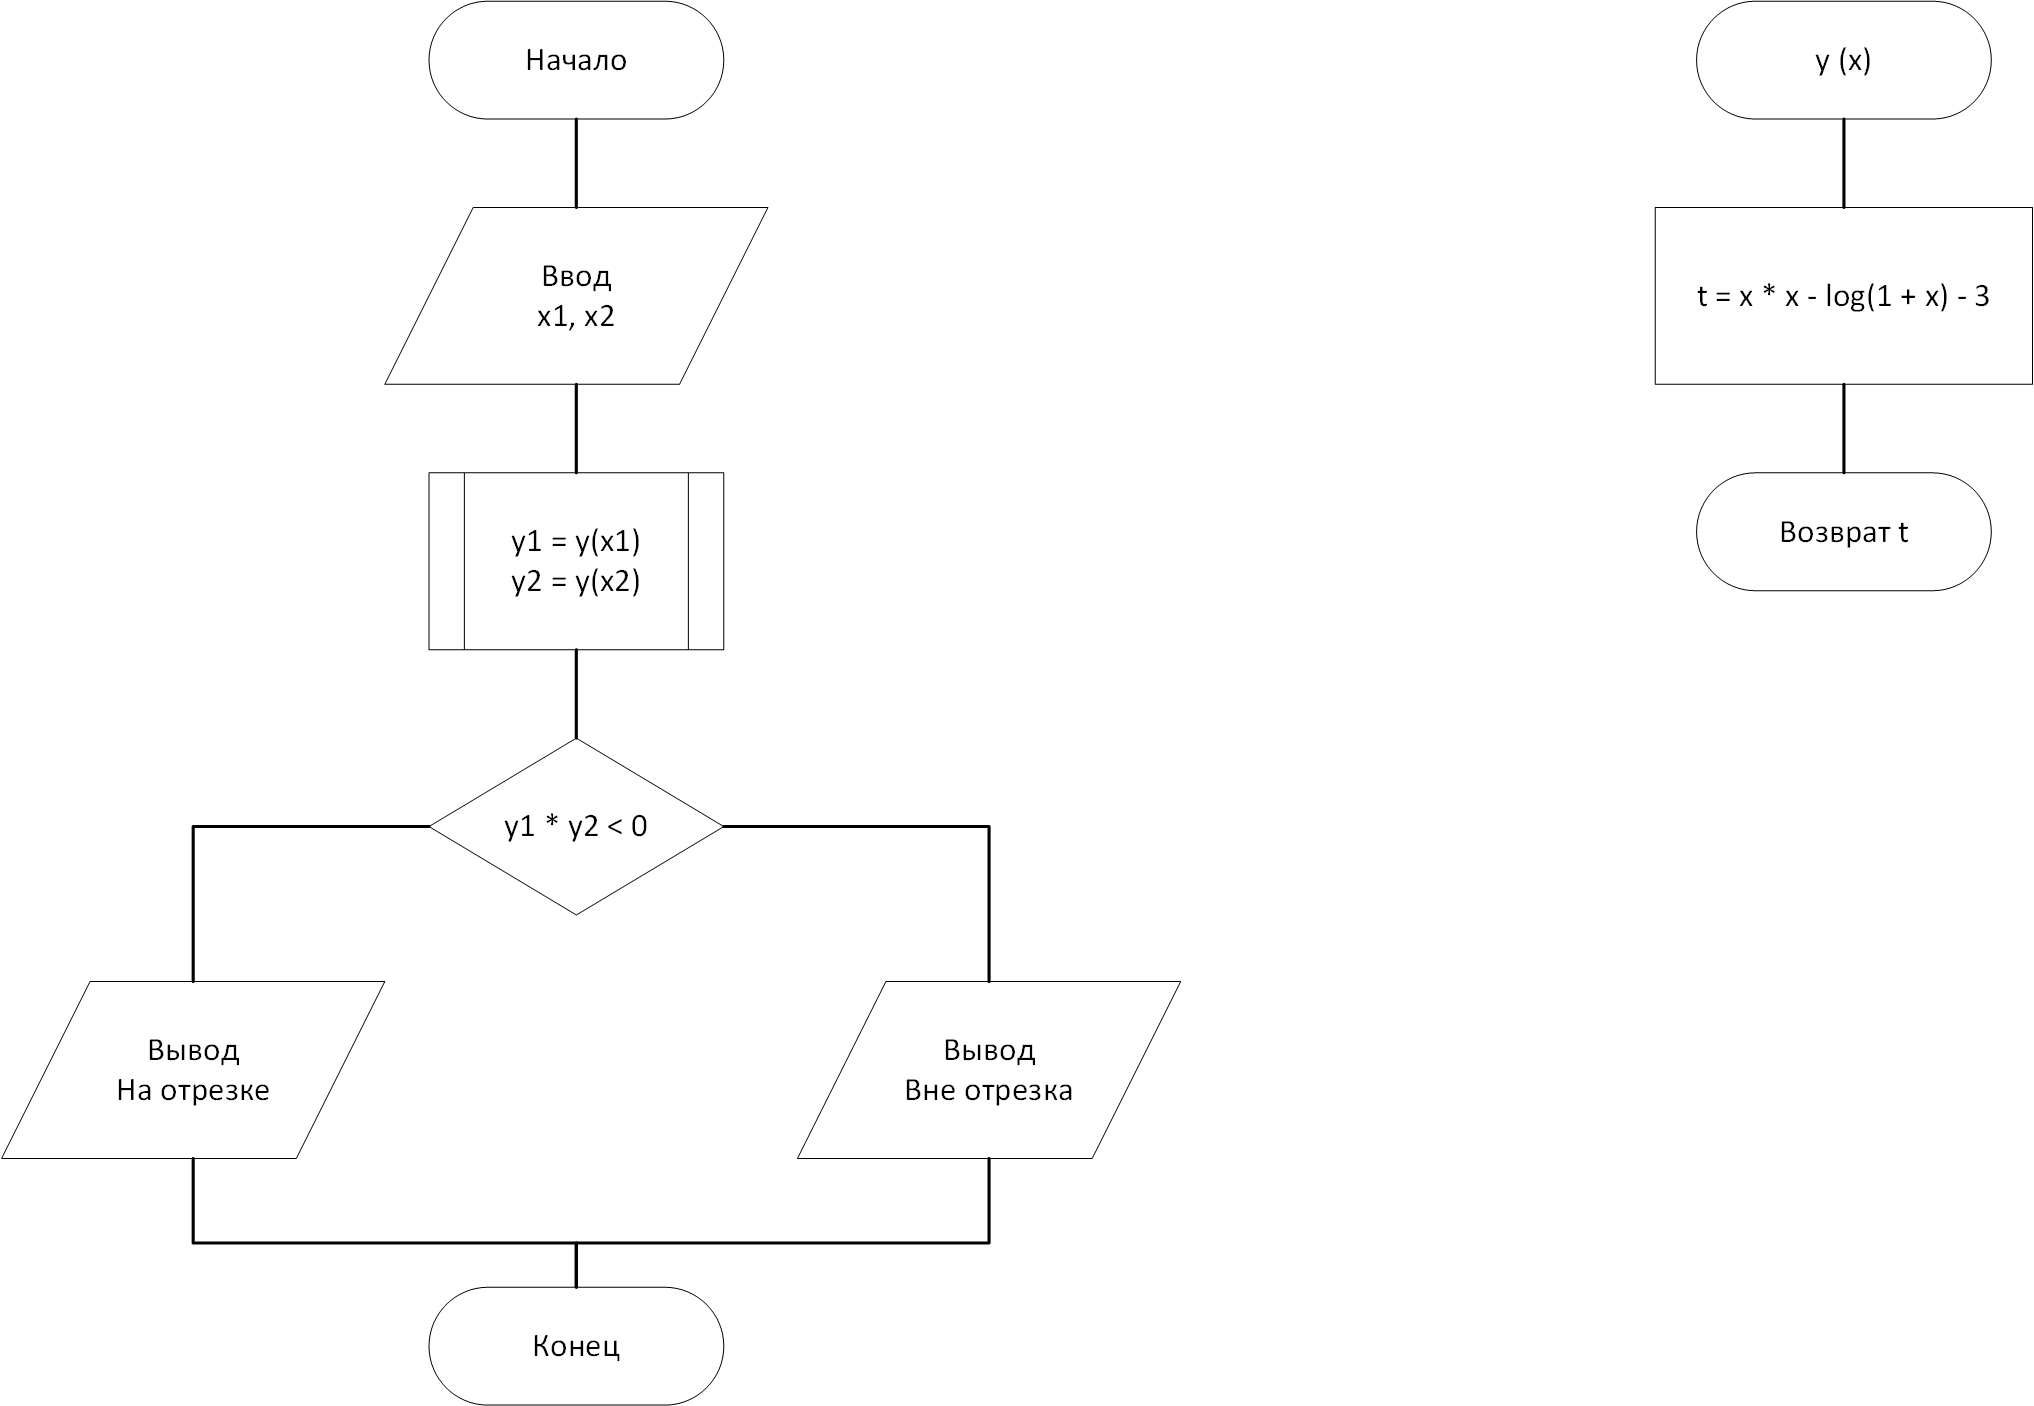 Начало
Ввод
x1, x2
y1 = y(x1)
y2 = y(x2)
y1 * y2 < 0
Вывод
На отрезке
Вывод
Вне отрезка
Конец
y (x)
t = x * x - log(1 + x) - 3
Возврат t